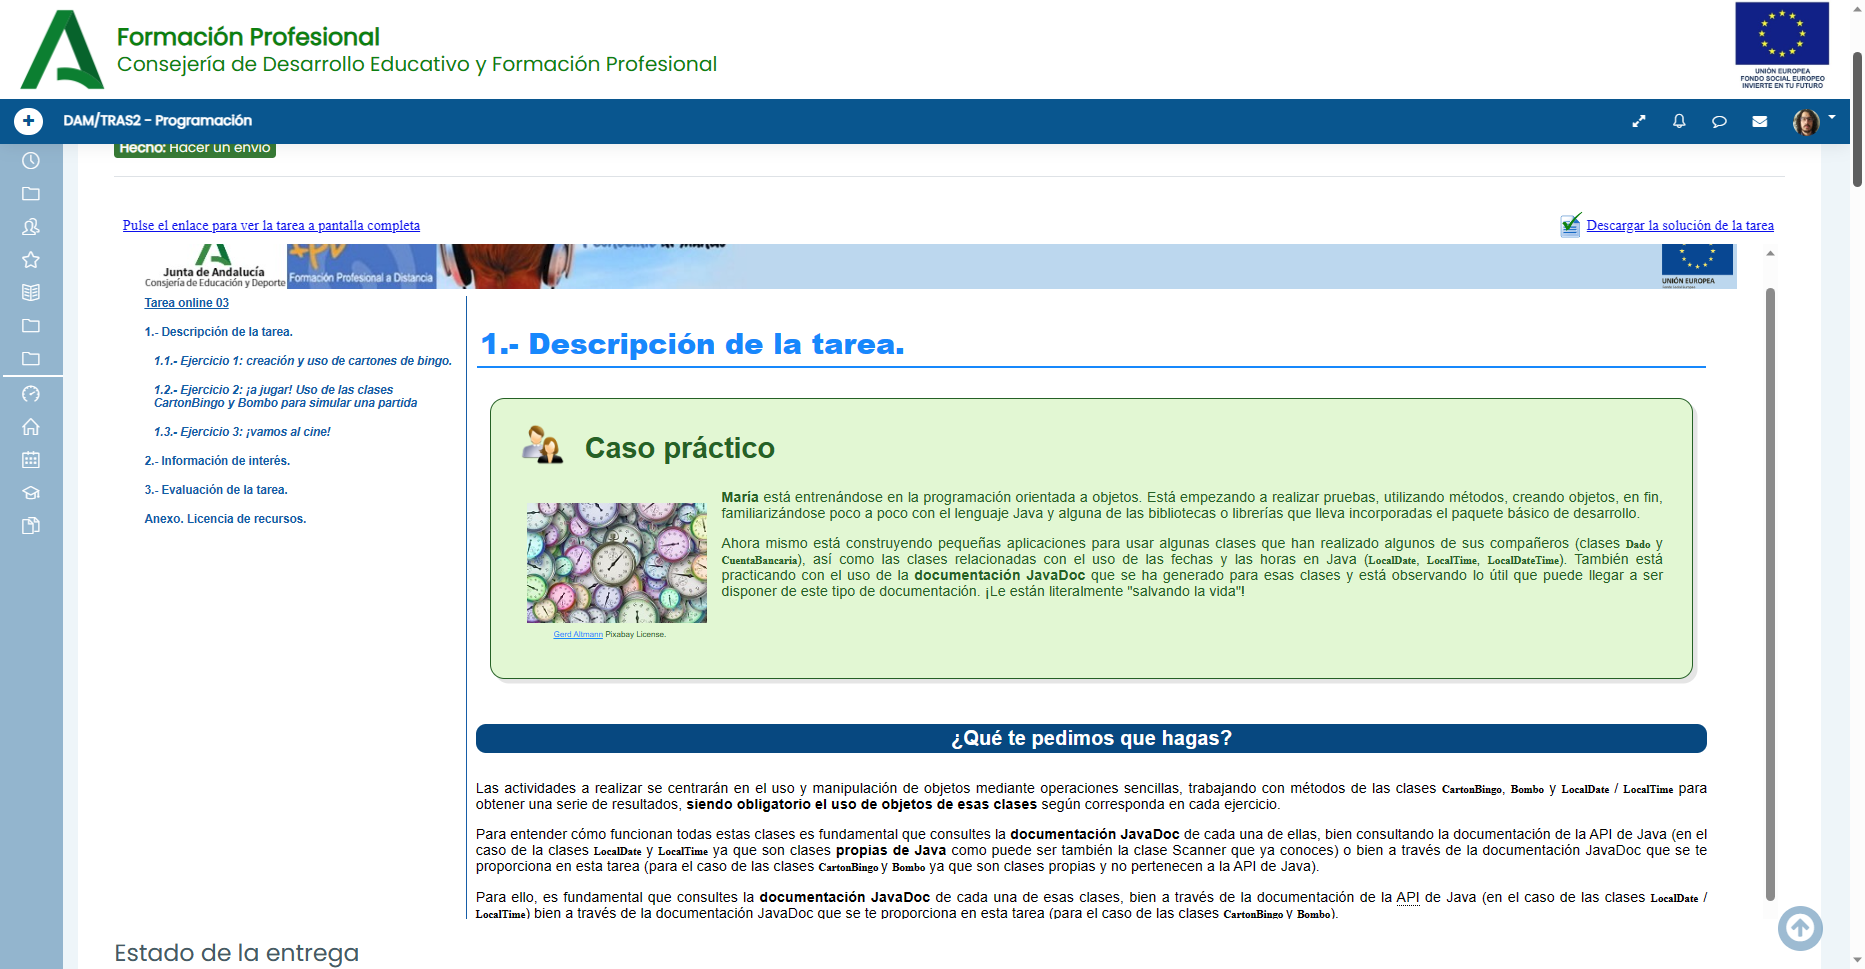 Formación Profesional
Consejería de Desarrollo Educativo y Formación Profesional
UNIÓN EUROPEA
FONDO SOCIAL EUROPEO
INVIERTE EN TU FUTURO
DAM/TRAS2 - Programación
Hecho: Hacer un envío
Pulse el enlace para ver la tarea a pantalla completa
Descargar la solución de la tarea
Junta de Andalucía
Consejería de Educación y Deporte
Formación Profesional a Distancia
UNIÓN EUROPEA
Tarea online 03
1.- Descripción de la tarea.
1.1.- Ejercicio 1: creación y uso de cartones de bingo.
1.2.- Ejercicio 2: ¡a jugar! Uso de las clases
CartonBingo y Bombo para simular una partida
1.3.- Ejercicio 3: ¡vamos al cine!
2.- Información de interés.
3.- Evaluación de la tarea.
Anexo. Licencia de recursos.
1.- Descripción de la tarea.
Caso práctico
María está entrenándose en la programación orientada a objetos. Está empezando a realizar pruebas, utilizando métodos, creando objetos, en fin,
familiarizándose poco a poco con el lenguaje Java y alguna de las bibliotecas o librerías que lleva incorporadas el paquete básico de desarrollo.
Ahora mismo está construyendo pequeñas aplicaciones para usar algunas clases que han realizado algunos de sus compañeros (clases Dado y
CuentaBancaria), así como las clases relacionadas con el uso de las fechas y las horas en Java (LocalDate, LocalTime, LocalDateTime). También está
practicando con el uso de la documentación JavaDoc que se ha generado para esas clases y está observando lo útil que puede llegar a ser
disponer de este tipo de documentación. ¡Le están literalmente "salvando la vida"!
Gerd Altmann Pixabay License.
¿Qué te pedimos que hagas?
Las actividades a realizar se centrarán en el uso y manipulación de objetos mediante operaciones sencillas, trabajando con métodos de las clases CartonBingo, Bombo y LocalDate / LocalTime para
obtener una serie de resultados, siendo obligatorio el uso de objetos de esas clases según corresponda en cada ejercicio.
Para entender cómo funcionan todas estas clases es fundamental que consultes la documentación JavaDoc de cada una de ellas, bien consultando la documentación de la API de Java (en el
caso de la clases LocalDate y LocalTime ya que son clases propias de Java como puede ser también la clase Scanner que ya conoces) o bien a través de la documentación JavaDoc que se te
proporciona en esta tarea (para el caso de las clases CartonBingo y Bombo ya que son clases propias y no pertenecen a la API de Java).
Para ello, es fundamental que consultes la documentación JavaDoc de cada una de esas clases, bien a través de la documentación de la API de Java (en el caso de las clases LocalDate /
LocalTime) bien a través de la documentación JavaDoc que se te proporciona en esta tarea (para el caso de las clases CartonBingo y Bombo).
Estado de la entrega